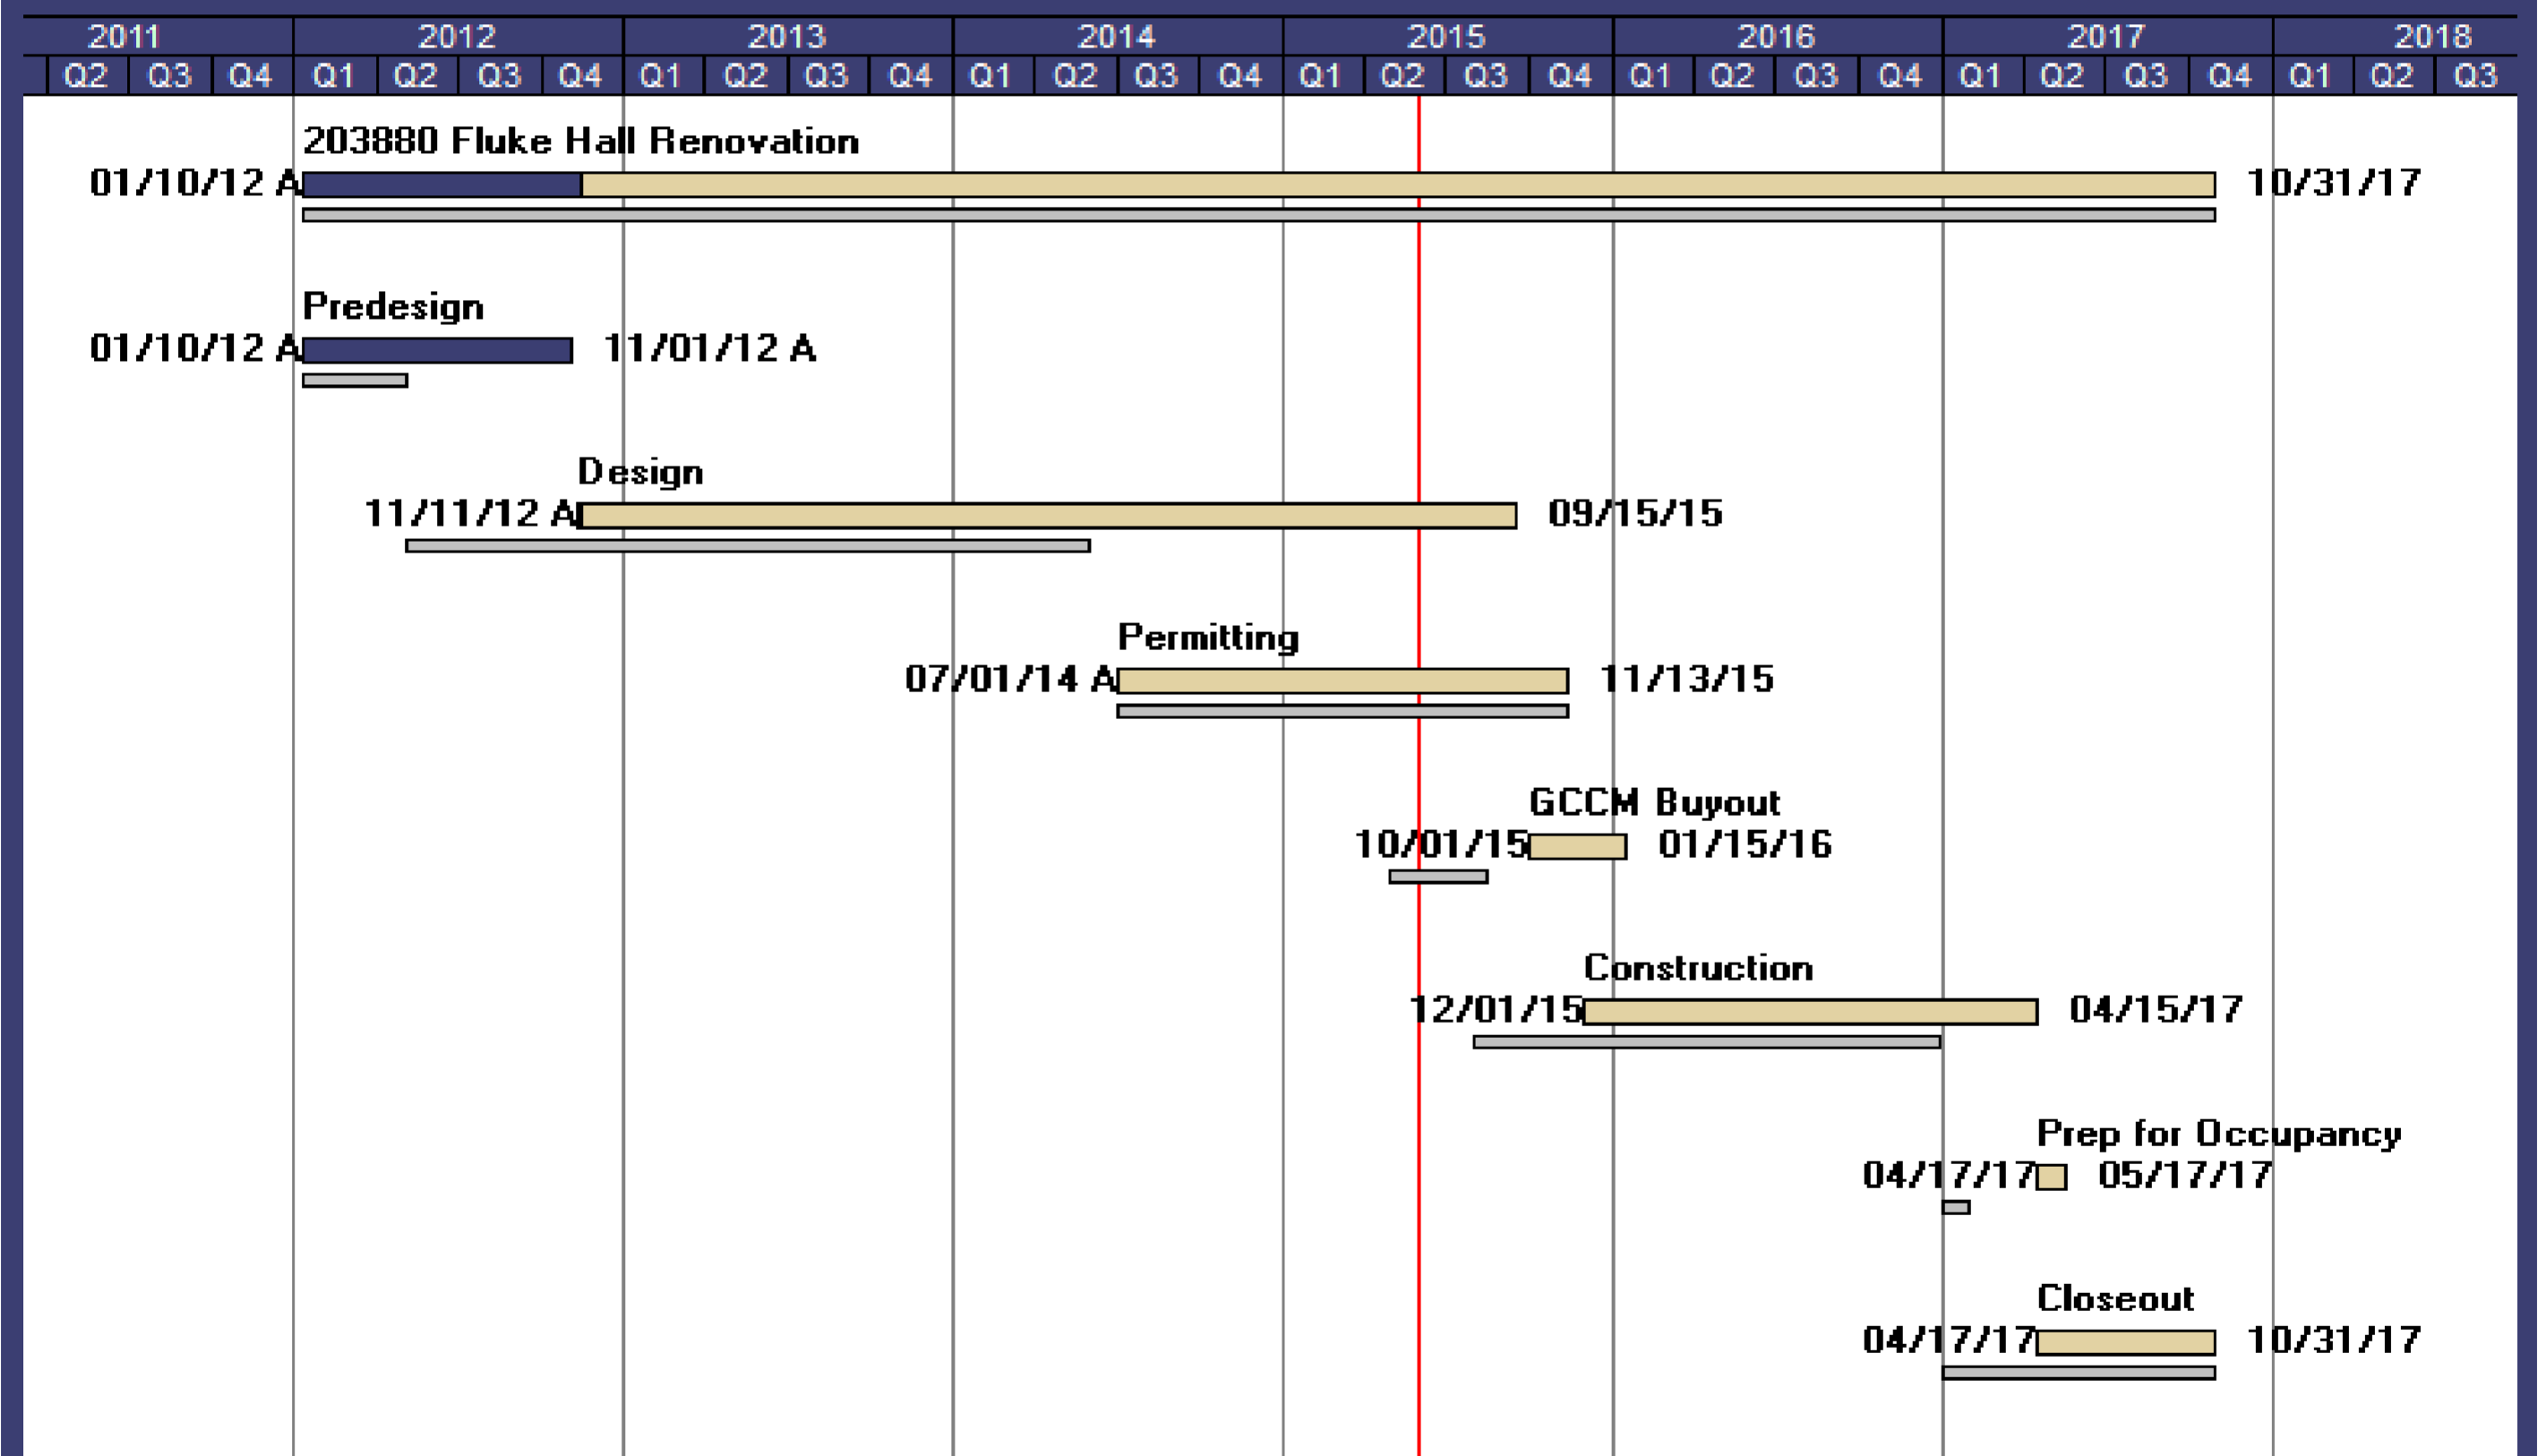 2011 2012 2013 2014 2015 2016 2017 2018
Q2 Q3 Q4 Q1 Q2 Q3 Q4 Q1 Q2 Q3 Q4 Q1 Q2 Q3 Q4 Q1 Q2 Q3 Q4 Q1 Q2 Q3 Q4 Q1 Q2 Q3 Q4 Q1 Q2 Q3
203880 Fluke Hall Renovation
01/10/12 A 10/31/17
Predesign
01/10/12 A 11/01/12 A
Design
11/11/12 A 09/15/15
Permitting
07/01/14 A 11/13/15
GCCM Buyout
10/01/15 01/15/16
Construction
12/01/15 04/15/17
Prep for Occupancy
04/17/17 05/17/17
Closeout
04/17/17 10/31/17